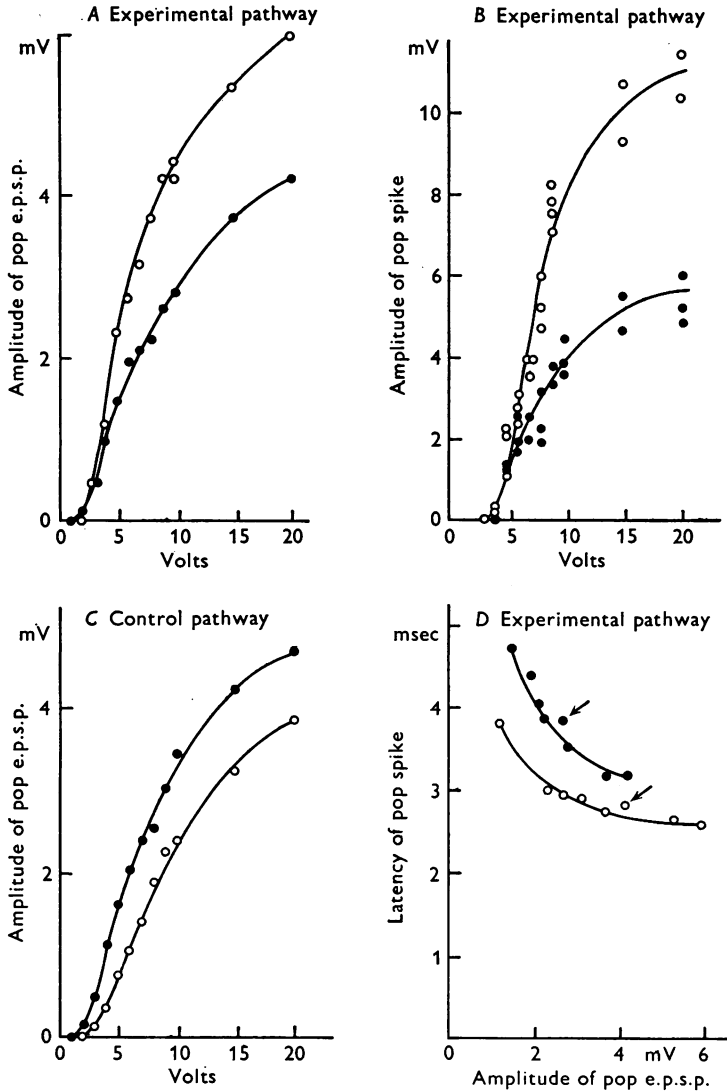 A Experimental pathway
mV
Amplitude of pop e.p.s.p.
4
2
0
0 5 10 15 20
Volts
B Experimental pathway
mV
Amplitude of pop spike
10
8
6
4
2
0
0 5 10 15 20
Volts
C Control pathway
mV
Amplitude of pop e.p.s.p.
4
2
0
0 5 10 15 20
Volts
D Experimental pathway
msec
Latency of pop spike
4
3
2
1
0 2 4 mV 6
Amplitude of pop e.p.s.p.